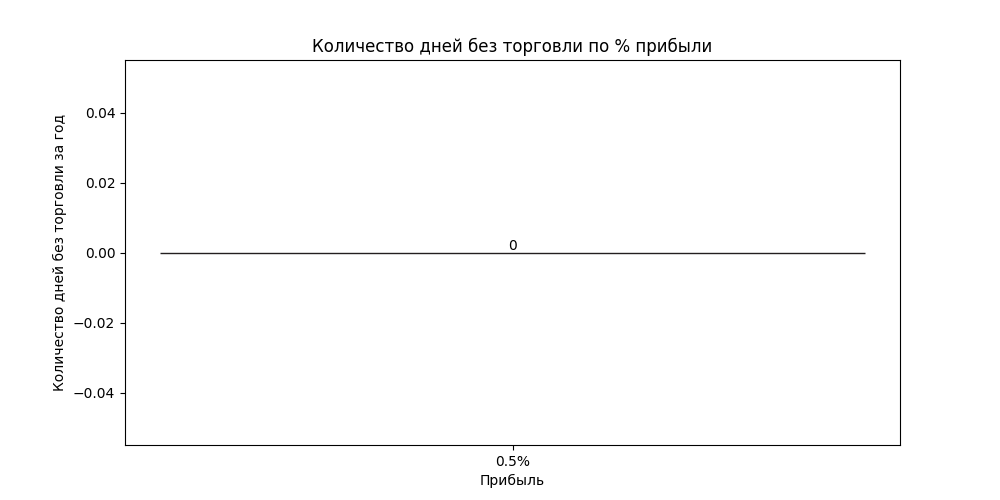 Количество дней без торговли по % прибыли
Количество дней без торговли за год
0.04
0.02
0.00
−0.02
−0.04
0
0.5%
Прибыль